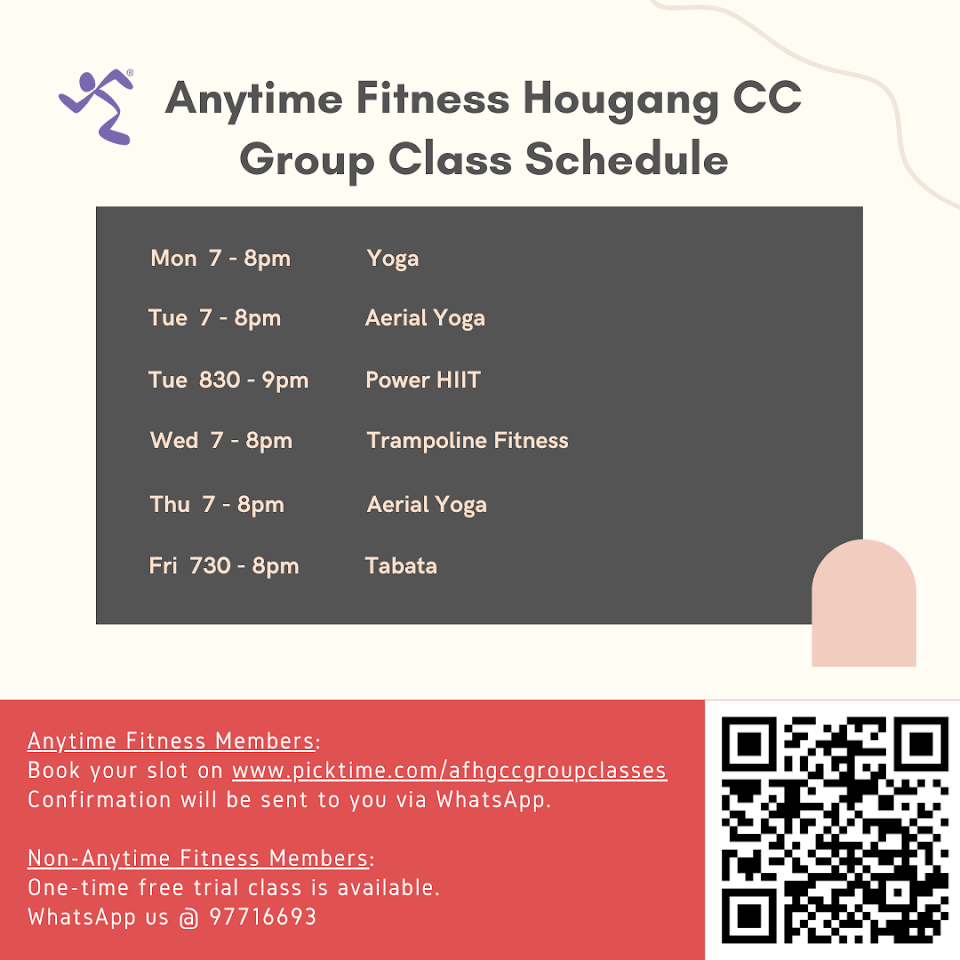 Anytime Fitness Hougang CC
Group Class Schedule
Mon 7 - 8pm Yoga
Tue 7 - 8pm Aerial Yoga
Tue 830 - 9pm Power HIIT
Wed 7 - 8pm Trampoline Fitness
Thu 7 - 8pm Aerial Yoga
Fri 730 - 8pm Tabata
Anytime Fitness Members:
Book your slot on www.picktime.com/afhgccgroupclasses
Confirmation will be sent to you via WhatsApp.
Non-Anytime Fitness Members:
One-time free trial class is available.
WhatsApp us @ 97716693